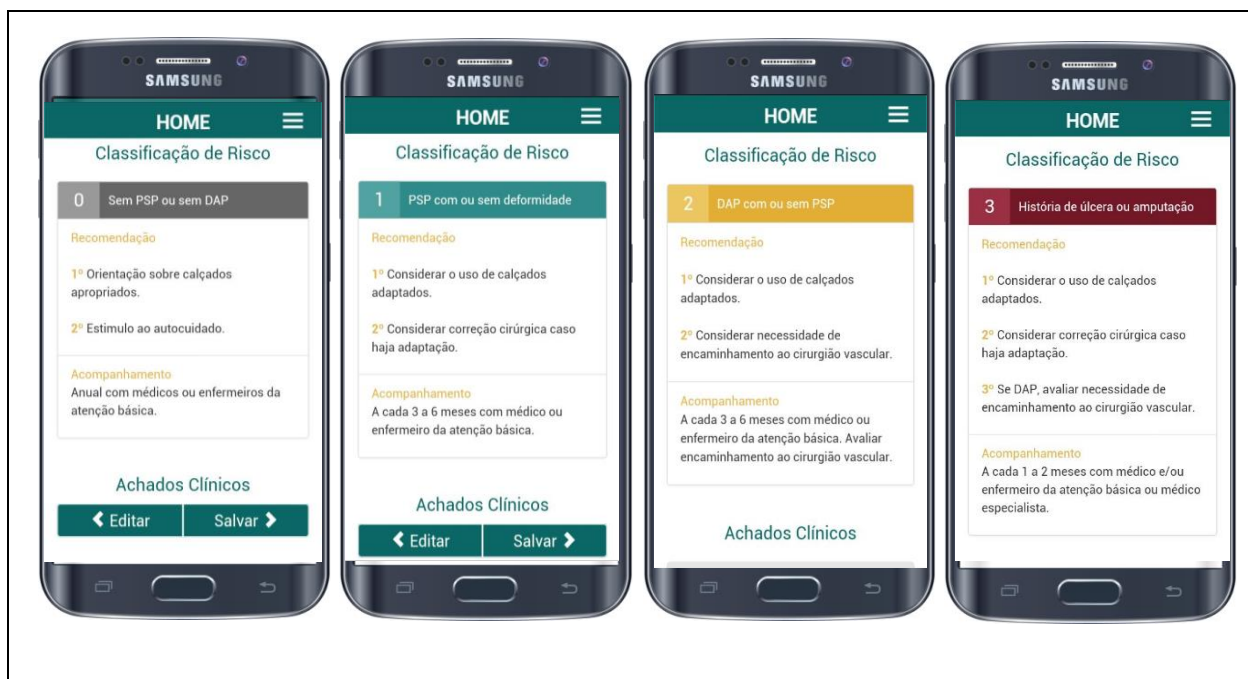 SAMSUNG
HOME
Classificação de Risco
0 Sem PSP ou sem DAP
Recomendação
1º Orientação sobre calçados
apropriados.
2º Estimulo ao autocuidado.
Acompanhamento
Anual com médicos ou enfermeiros da
atenção básica.
Achados Clínicos
Editar Salvar
SAMSUNG
HOME
Classificação de Risco
1 PSP com ou sem deformidade
Recomendação
1º Considerar o uso de calçados
adaptados.
2º Considerar correção cirúrgica caso
haja adaptação.
Acompanhamento
A cada 3 a 6 meses com médico ou
enfermeiro da atenção básica.
Achados Clínicos
Editar Salvar
SAMSUNG
HOME
Classificação de Risco
2 DAP com ou sem PSP
Recomendação
1º Considerar o uso de calçados
adaptados.
2º Considerar necessidade de
encaminhamento ao cirurgião vascular.
Acompanhamento
A cada 3 a 6 meses com médico ou
enfermeiro da atenção básica. Avaliar
encaminhamento ao cirurgião vascular.
Achados Clínicos
SAMSUNG
HOME
Classificação de Risco
3 História de úlcera ou amputação
Recomendação
1º Considerar o uso de calçados
adaptados.
2º Considerar correção cirúrgica caso
haja adaptação.
3º Se DAP, avaliar necessidade de
encaminhamento ao cirurgião vascular.
Acompanhamento
A cada 1 a 2 meses com médico e/ou
enfermeiro da atenção básica ou médico
especialista.